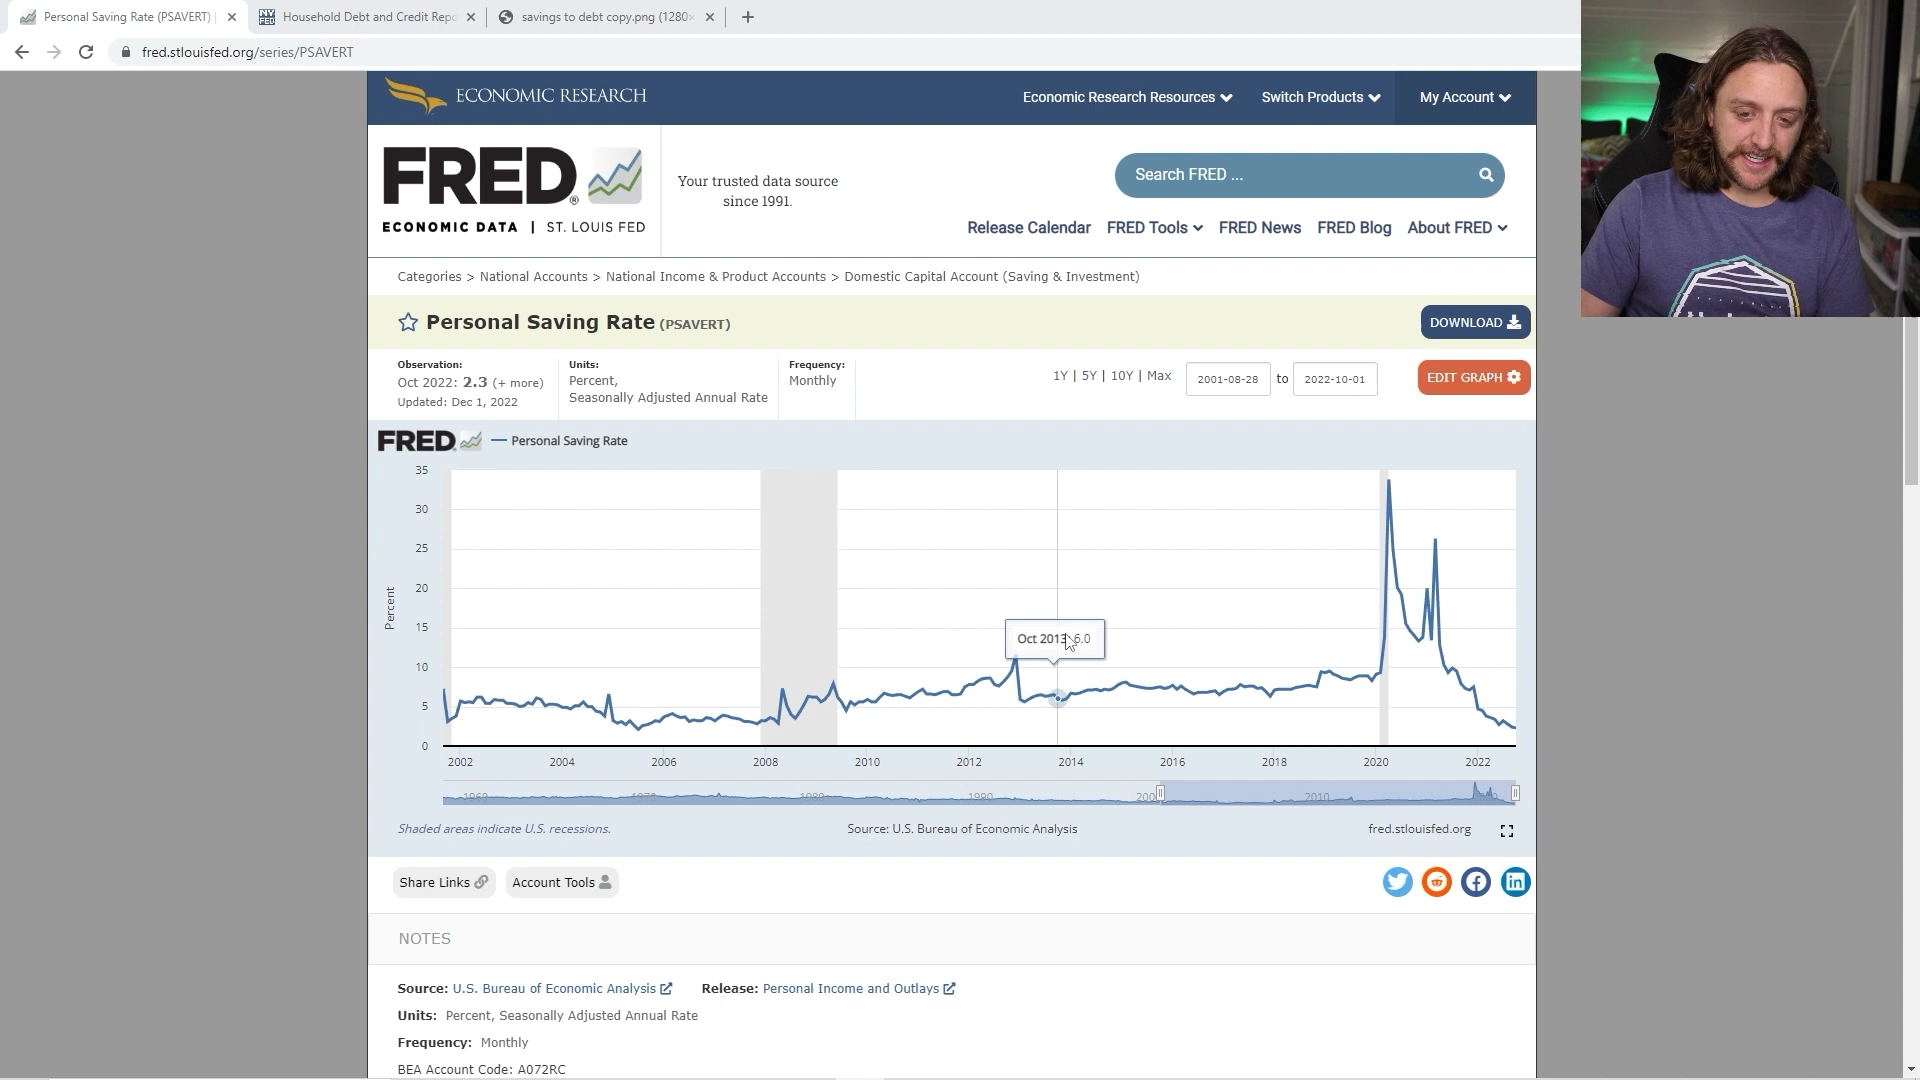 Personal Saving Rate (PSAVERT) |
Household Debt and Credit Repo
savings to debt copy.png (1280×
fred.stlouisfed.org/series/PSAVERT
ECONOMIC RESEARCH
Economic Research Resources
Switch Products
My Account
FRED®
ECONOMIC DATA | ST. LOUIS FED
Your trusted data source
since 1991.
Search FRED ...
Release Calendar
FRED Tools
FRED News
FRED Blog
About FRED
Categories > National Accounts > National Income & Product Accounts > Domestic Capital Account (Saving & Investment)
Personal Saving Rate (PSAVERT)
DOWNLOAD
Observation:
Oct 2022: 2.3 (+ more)
Updated: Dec 1, 2022
Units:
Percent,
Seasonally Adjusted Annual Rate
Frequency:
Monthly
1Y | 5Y | 10Y | Max
2001-08-28 to 2022-10-01
EDIT GRAPH
FRED
Personal Saving Rate
35
30
25
20
15
10
5
0
Percent
Oct 2013 6.0
2002 2004 2006 2008 2010 2012 2014 2016 2018 2020 2022
1960 1970 1980 1990 2010
Shaded areas indicate U.S. recessions.
Source: U.S. Bureau of Economic Analysis
fred.stlouisfed.org
Share Links
Account Tools
NOTES
Source: U.S. Bureau of Economic Analysis
Release: Personal Income and Outlays
Units: Percent, Seasonally Adjusted Annual Rate
Frequency: Monthly
BEA Account Code: A072RC